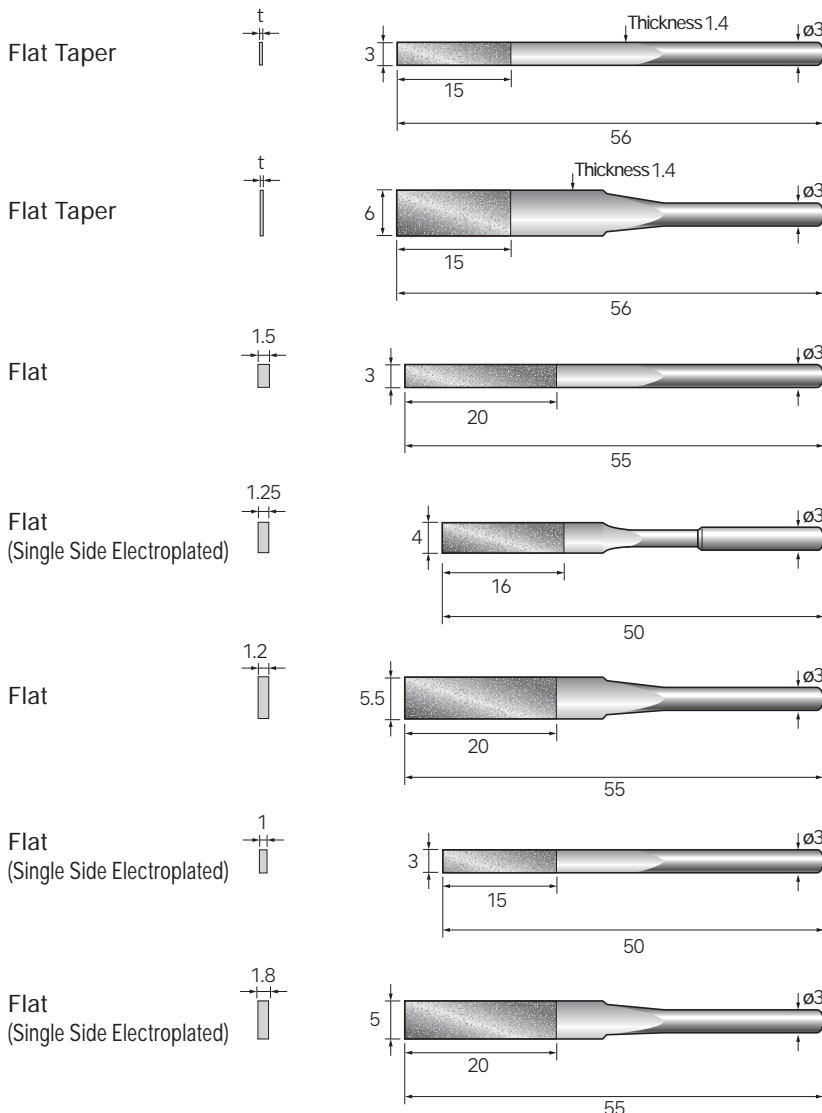 t
Thickness 1.4
ø3
Flat Taper
3
15
56
t
Thickness 1.4
ø3
Flat Taper
6
15
56
1.5
ø3
Flat
3
20
55
1.25
ø3
Flat
4
(Single Side Electroplated)
16
50
1.2
ø3
Flat
5.5
20
55
1
ø3
Flat
3
(Single Side Electroplated)
15
50
1.8
ø3
Flat
5
(Single Side Electroplated)
20
55